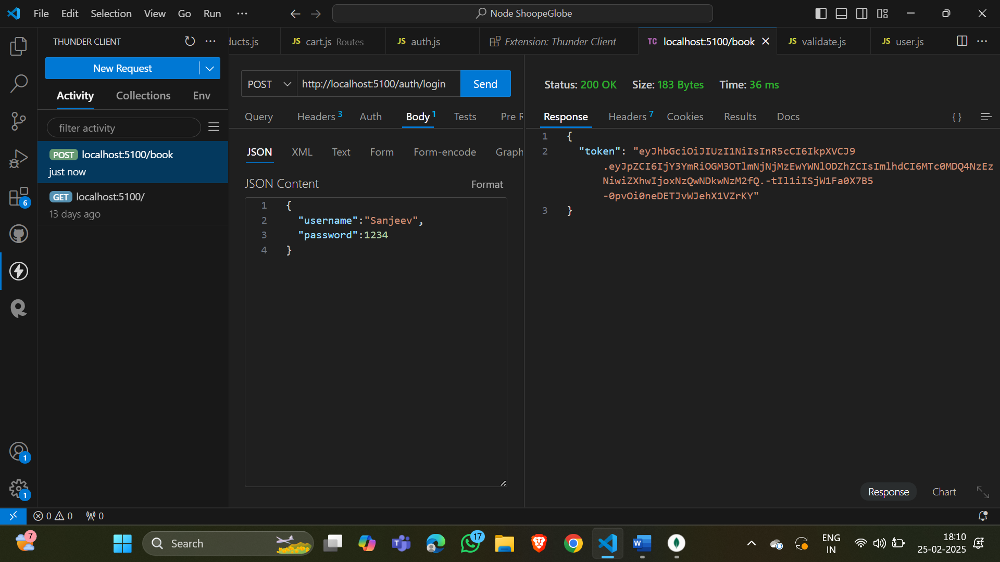 File Edit Selection View Go Run ··· Node ShoopeGlobe
THUNDER CLIENT ···
ducts.js JS cart.js Routes JS auth.js Extension: Thunder Client TC localhost:5100/book JS validate.js JS user.js ···
New Request
Activity Collections Env
filter activity
POST localhost:5100/book
just now
GET localhost:5100/
13 days ago
POST http://localhost:5100/auth/login Send
Query Headers 3 Auth Body 1 Tests Pre R
JSON XML Text Form Form-encode Graph
JSON Content Format
1 {
2 "username":"Sanjeev",
3 "password":1234
4 }
Status: 200 OK Size: 183 Bytes Time: 36 ms
Response Headers 7 Cookies Results Docs { }
1 {
2 "token": "eyJhbGciOiJIUzI1NiIsInR5cCI6IkpXVCJ9
.eyJpZCI6IjY3YmRiOGM3OTlmNjNjMzEwYWNlODZhZCIsImlhdCI6MTc0MDQ4NzEz
NiwiZXhwIjoxNzQwNDkwNzM2fQ.-tIl1iISjW1Fa0X7B5
-0pvOi0neDETJvWJehX1VZrKY"
3 }
Response Chart
6
1
1
0 0 0
7 Search 17 ENG
IN
18:10
25-02-2025